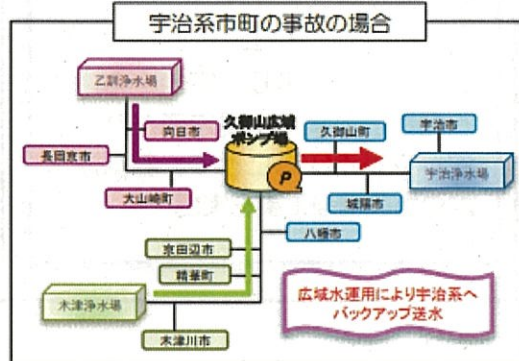 宇治系市町の事故の場合
乙訓浄水場
向日市
長岡京市
大山崎町
久御山広域
ポンプ場
P
久御山町
宇治市
宇治浄水場
城陽市
八幡市
京田辺市
精華町
木津浄水場
木津川市
広域水運用により宇治系へ
バックアップ送水